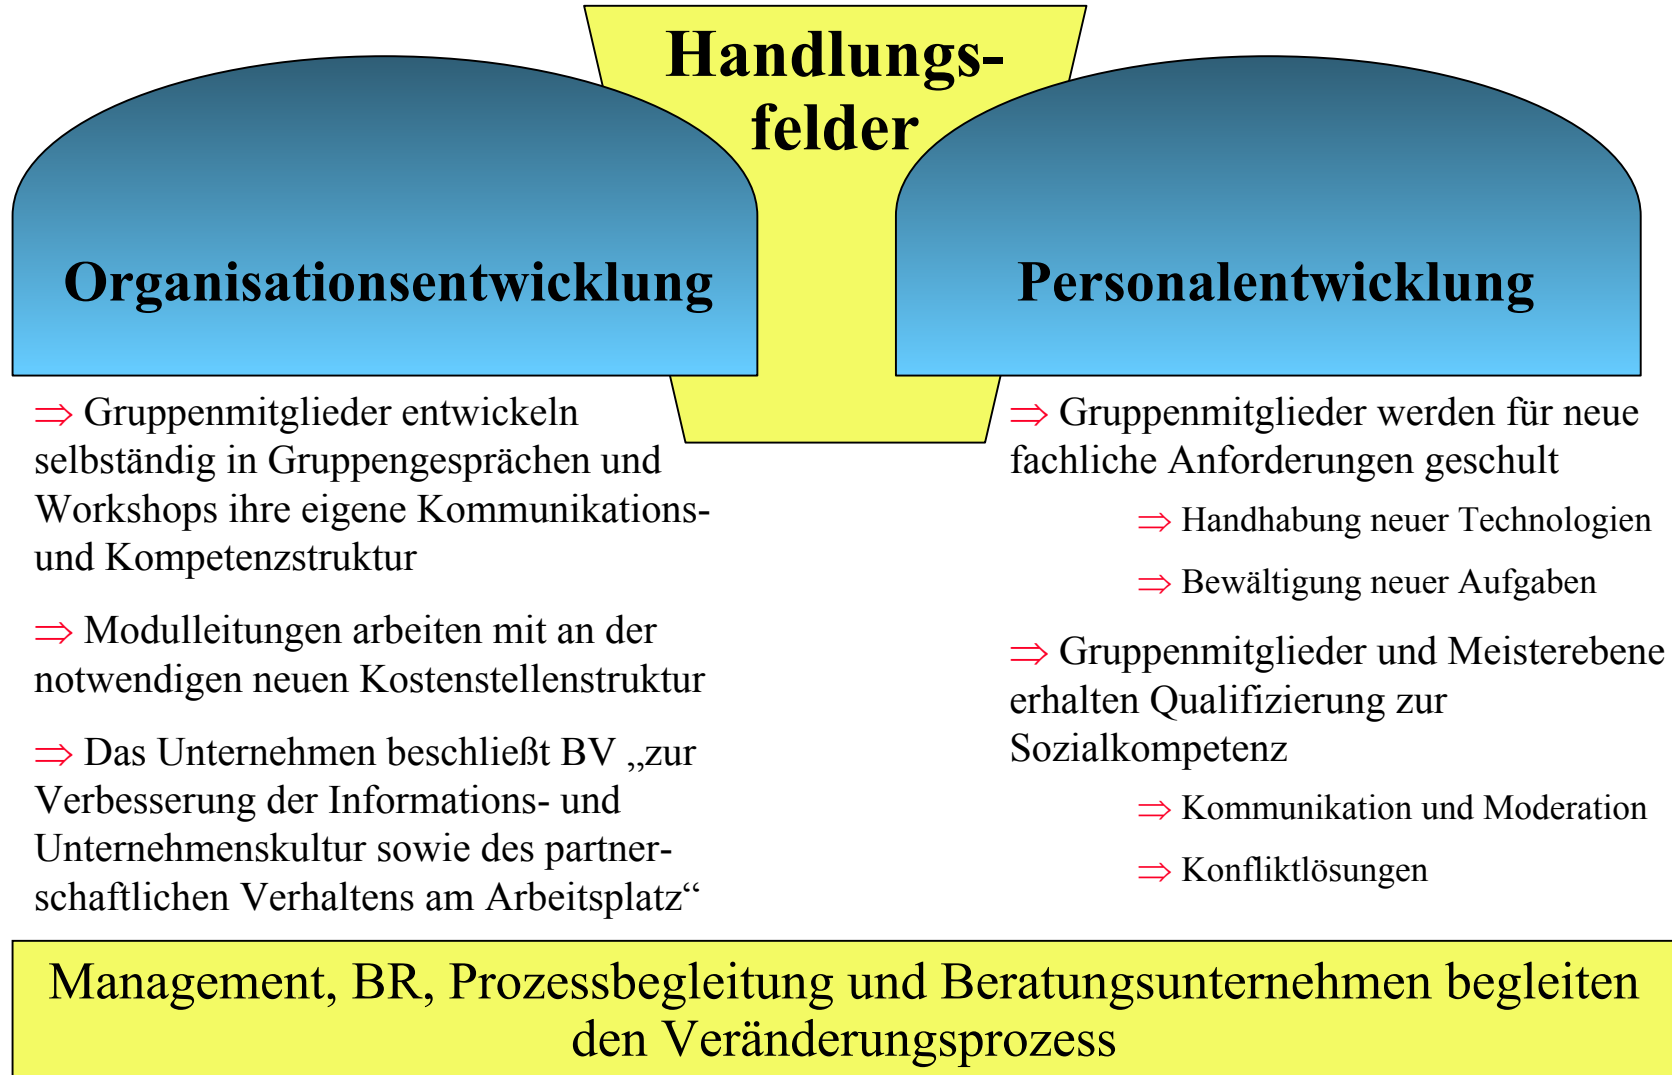 Handlungs-
felder
Organisationsentwicklung
⇒ Gruppenmitglieder entwickeln
selbständig in Gruppengesprächen und
Workshops ihre eigene Kommunikations-
und Kompetenzstruktur
⇒ Modulleitungen arbeiten mit an der
notwendigen neuen Kostenstellenstruktur
⇒ Das Unternehmen beschließt BV „zur
Verbesserung der Informations- und
Unternehmenskultur sowie des partner-
schaftlichen Verhaltens am Arbeitsplatz“
Personalentwicklung
⇒ Gruppenmitglieder werden für neue
fachliche Anforderungen geschult
⇒ Handhabung neuer Technologien
⇒ Bewältigung neuer Aufgaben
⇒ Gruppenmitglieder und Meisterebene
erhalten Qualifizierung zur
Sozialkompetenz
⇒ Kommunikation und Moderation
⇒ Konfliktlösungen
Management, BR, Prozessbegleitung und Beratungsunternehmen begleiten
den Veränderungsprozess